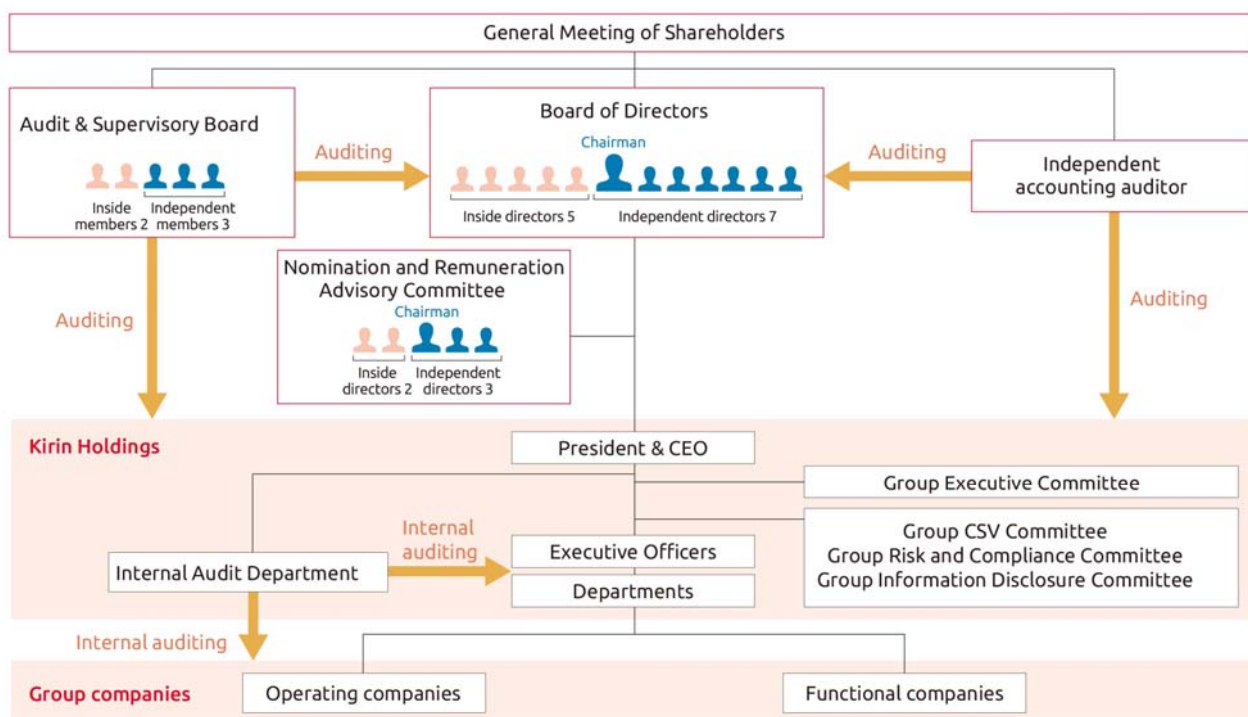 General Meeting of Shareholders
Audit & Supervisory Board
Inside
members 2
Independent
members 3
Auditing
Board of Directors
Chairman
Inside directors 5
Independent directors 7
Auditing
Independent
accounting auditor
Nomination and Remuneration
Advisory Committee
Chairman
Inside
directors 2
Independent
directors 3
Auditing
Auditing
Kirin Holdings
President & CEO
Group Executive Committee
Internal
auditing
Executive Officers
Group CSV Committee
Group Risk and Compliance Committee
Group Information Disclosure Committee
Internal Audit Department
Departments
Internal auditing
Group companies
Operating companies
Functional companies